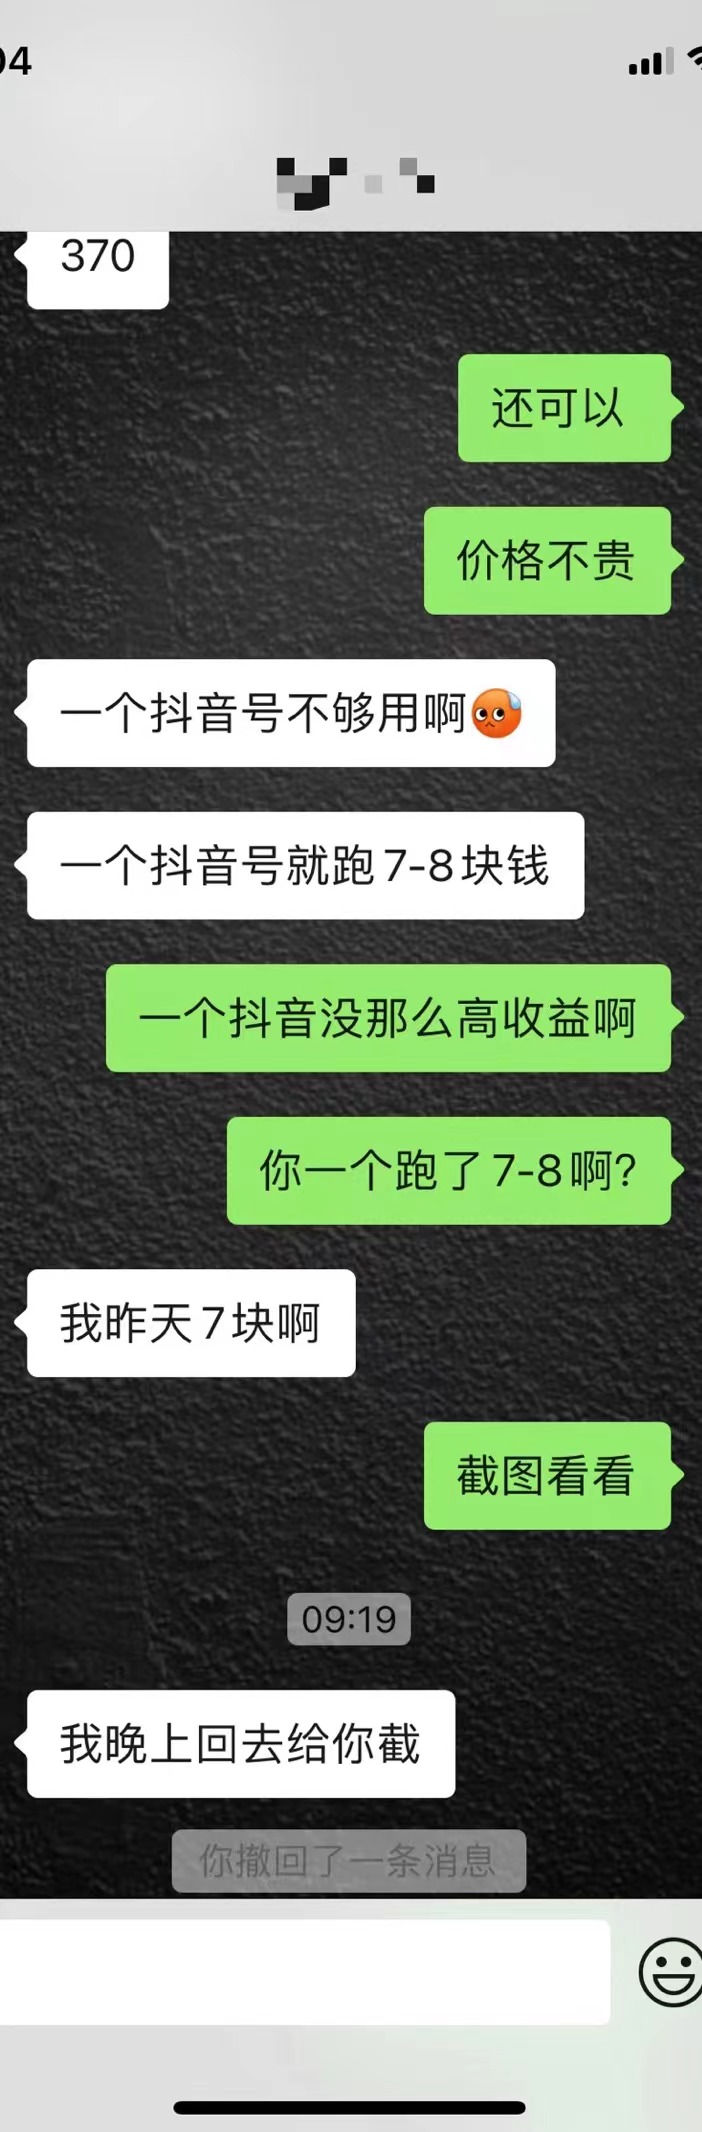 04
370
还可以
价格不贵
一个抖音号不够用啊
一个抖音号就跑7-8块钱
一个抖音没那么高收益啊
你一个跑了7-8啊?
我昨天7块啊
截图看看
09:19
我晚上回去给你截
你撤回了一条消息